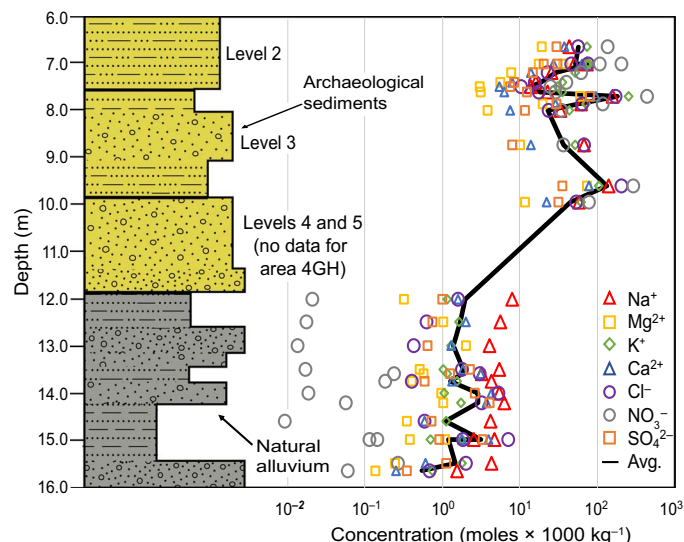 6.0
7.0
8.0
9.0
10.0
11.0
12.0
13.0
14.0
15.0
16.0
Depth (m)
Level 2
Archaeological
sediments
Level 3
Levels 4 and 5
(no data for
area 4GH)
Natural
alluvium
Na⁺
Mg²⁺
K⁺
Ca²⁺
Cl⁻
NO₃⁻
SO₄²⁻
Avg.
10⁻² 10⁻¹ 10⁰ 10¹ 10² 10³
Concentration (moles × 1000 kg⁻¹)